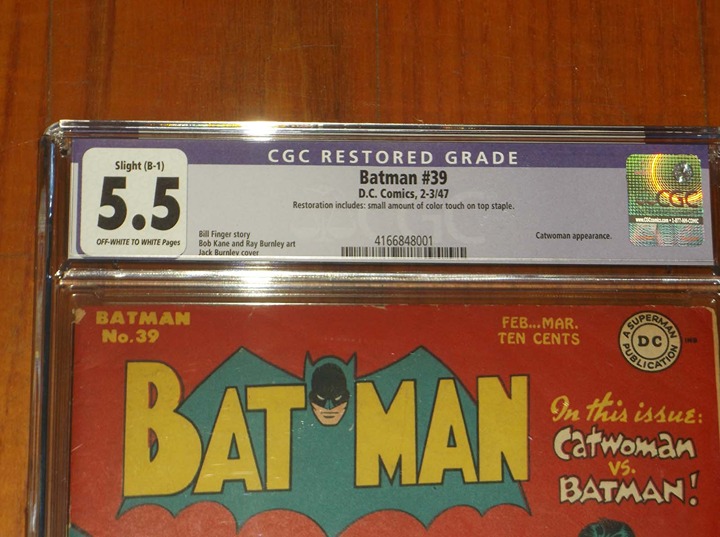 CGC RESTORED GRADE
Slight (B-1)
5.5
OFF-WHITE TO WHITE Pages
Batman #39
D.C. Comics, 2-3/47
Restoration includes: small amount of color touch on top staple.
Bill Finger story
Bob Kane and Ray Burnley art
Jack Burnley cover
4166848001
Catwoman appearance.
CGC
BATMAN
No.39
FEB...MAR.
TEN CENTS
A SUPERMAN
DC
PUBLICATION
BATMAN
In this issue:
Catwoman
VS.
BATMAN!